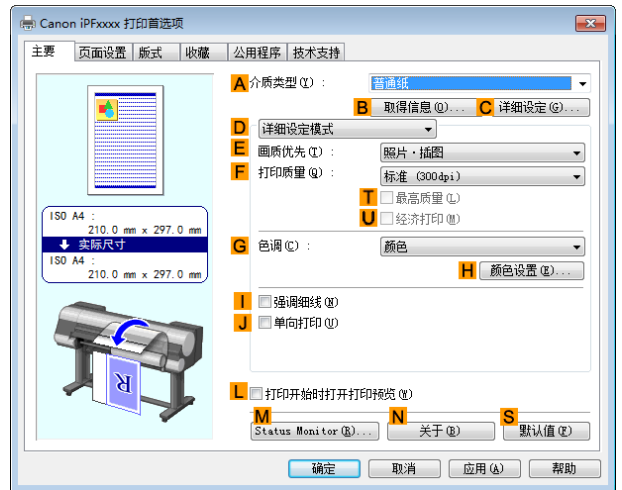 Canon iPFxxxx 打印首选项
主要 页面设置 版式 收藏 公用程序 技术支持
A 介质类型(Y) : 普通纸
B 取得信息(O)... C 详细设定(G)...
D 详细设定模式
E 画质优先(T) : 照片·插图
F 打印质量(Q) : 标准 (300dpi)
T 最高质量(L)
U 经济打印(M)
ISO A4 :
210.0 mm x 297.0 mm
实际尺寸
ISO A4 :
210.0 mm x 297.0 mm
G 色调(C) : 颜色
H 颜色设置(E)...
I 强调细线(N)
J 单向打印(U)
R
L 打印开始时打开打印预览(W)
M N S
Status Monitor(R)... 关于(B) 默认值(F)
确定 取消 应用(A) 帮助